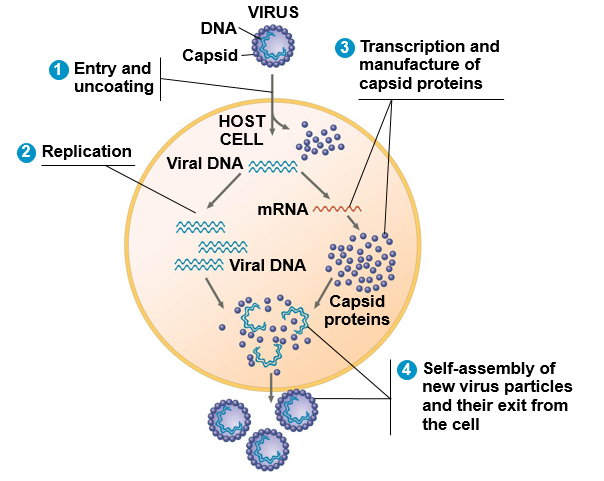 VIRUS
DNA
Capsid
1 Entry and
uncoating
3 Transcription and
manufacture of
capsid proteins
HOST
CELL
2 Replication
Viral DNA
mRNA
Viral DNA
Capsid
proteins
4 Self-assembly of
new virus particles
and their exit from
the cell